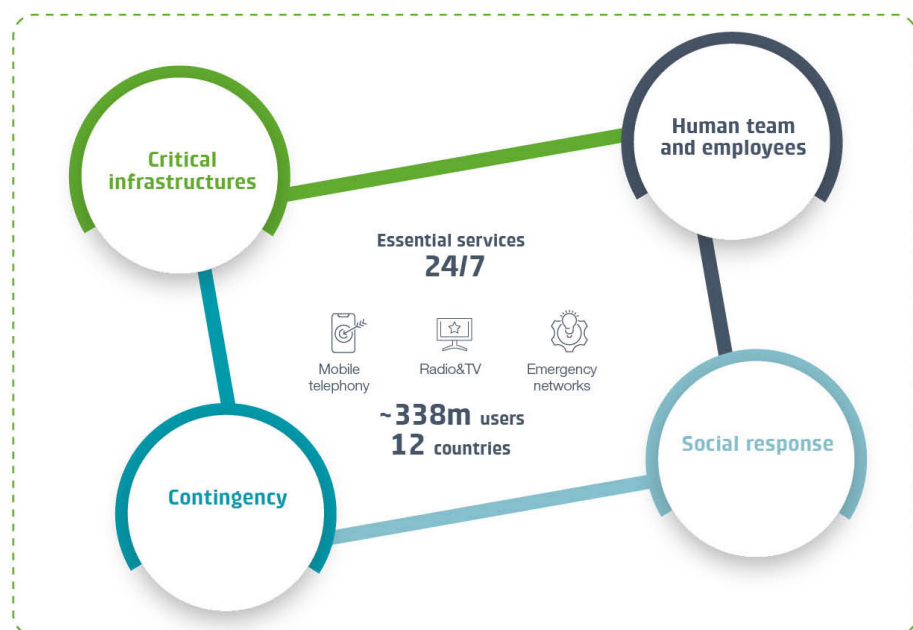 Critical
infrastructures
Human team
and employees
Essential services
24/7
Mobile
telephony
Radio&TV
Emergency
networks
~338m users
12 countries
Contingency
Social response